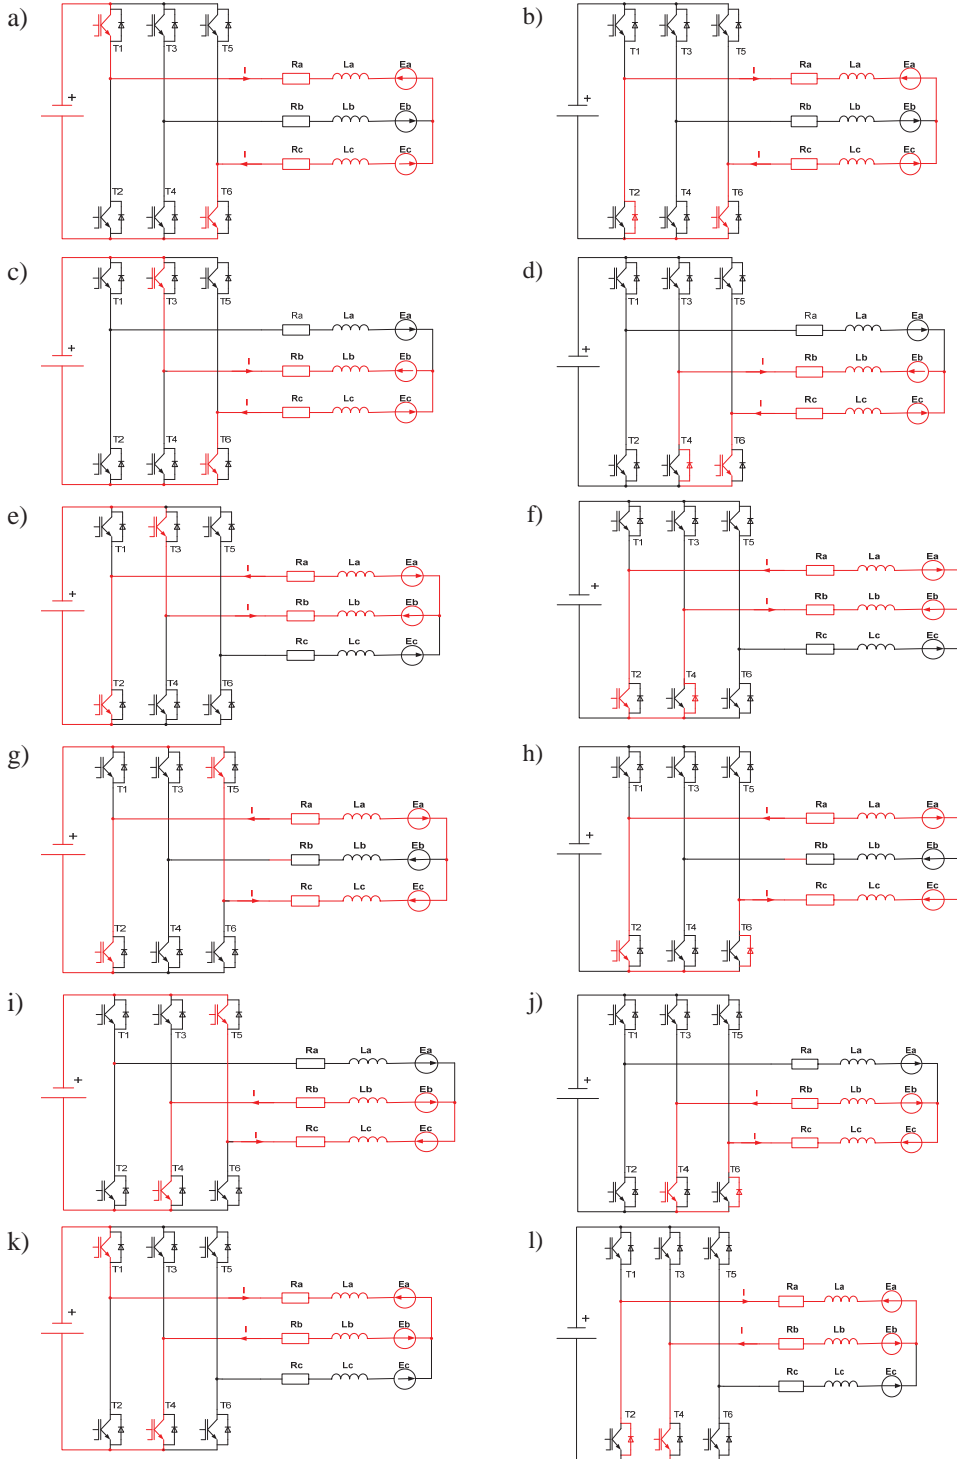 a)
+
T1 T3 T5
I Ra La Ea
Rb Lb Eb
I Rc Lc Ec
T2 T4 T6
b)
+
T1 T3 T5
I Ra La Ea
Rb Lb Eb
I Rc Lc Ec
T2 T4 T6
c)
+
T1 T3 T5
Ra La Ea
I Rb Lb Eb
I Rc Lc Ec
T2 T4 T6
d)
+
T1 T3 T5
Ra La Ea
I Rb Lb Eb
I Rc Lc Ec
T2 T4 T6
e)
+
T1 T3 T5
I Ra La Ea
I Rb Lb Eb
Rc Lc Ec
T2 T4 T6
f)
+
T1 T3 T5
I Ra La Ea
I Rb Lb Eb
Rc Lc Ec
T2 T4 T6
g)
+
T1 T3 T5
I Ra La Ea
Rb Lb Eb
I Rc Lc Ec
T2 T4 T6
h)
+
T1 T3 T5
I Ra La Ea
Rb Lb Eb
I Rc Lc Ec
T2 T4 T6
i)
+
T1 T3 T5
Ra La Ea
I Rb Lb Eb
I Rc Lc Ec
T2 T4 T6
j)
+
T1 T3 T5
Ra La Ea
I Rb Lb Eb
I Rc Lc Ec
T2 T4 T6
k)
+
T1 T3 T5
I Ra La Ea
I Rb Lb Eb
Rc Lc Ec
T2 T4 T6
l)
+
T1 T3 T5
I Ra La Ea
I Rb Lb Eb
Rc Lc Ec
T2 T4 T6